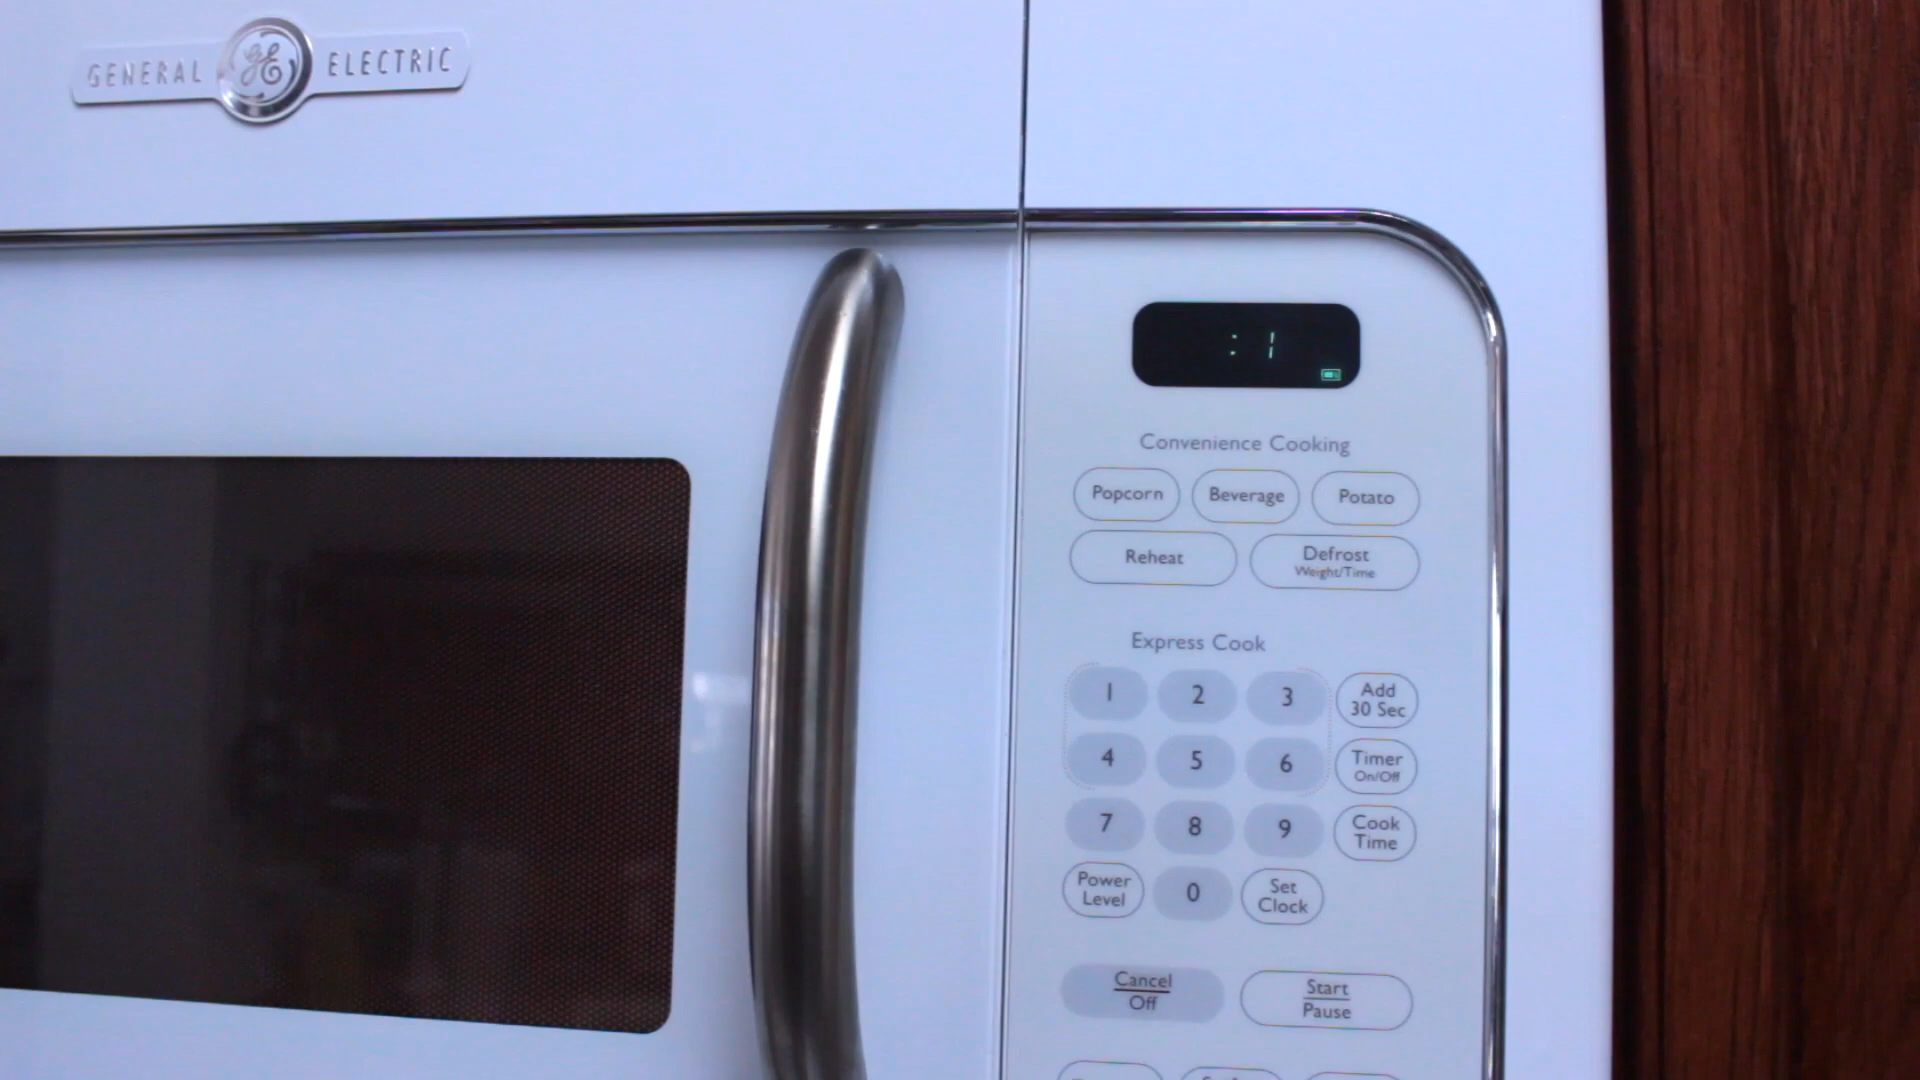 GENERAL GE ELECTRIC
: 1
Convenience Cooking
Popcorn
Beverage
Potato
Reheat
Defrost
Weight/Time
Express Cook
1
2
3
Add
30 Sec
4
5
6
Timer
On/Off
7
8
9
Cook
Time
Power
Level
0
Set
Clock
Cancel
Off
Start
Pause